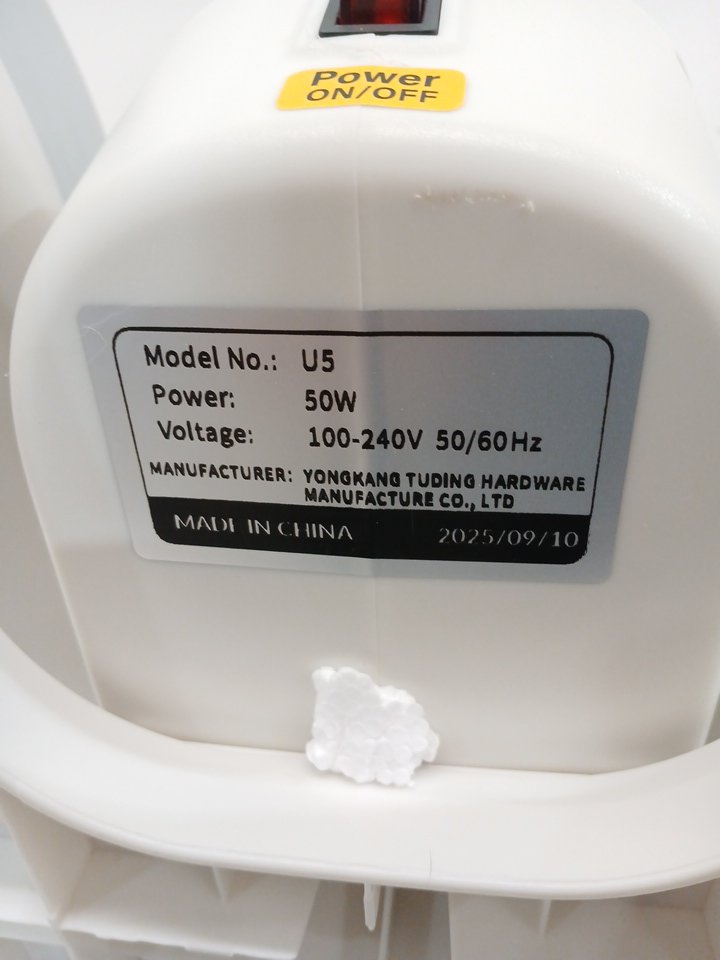 Power
ON/OFF
Model No.: U5
Power: 50W
Voltage: 100-240V 50/60Hz
MANUFACTURER: YONGKANG TUDING HARDWARE
MANUFACTURE CO., LTD
MADE IN CHINA 2025/09/10